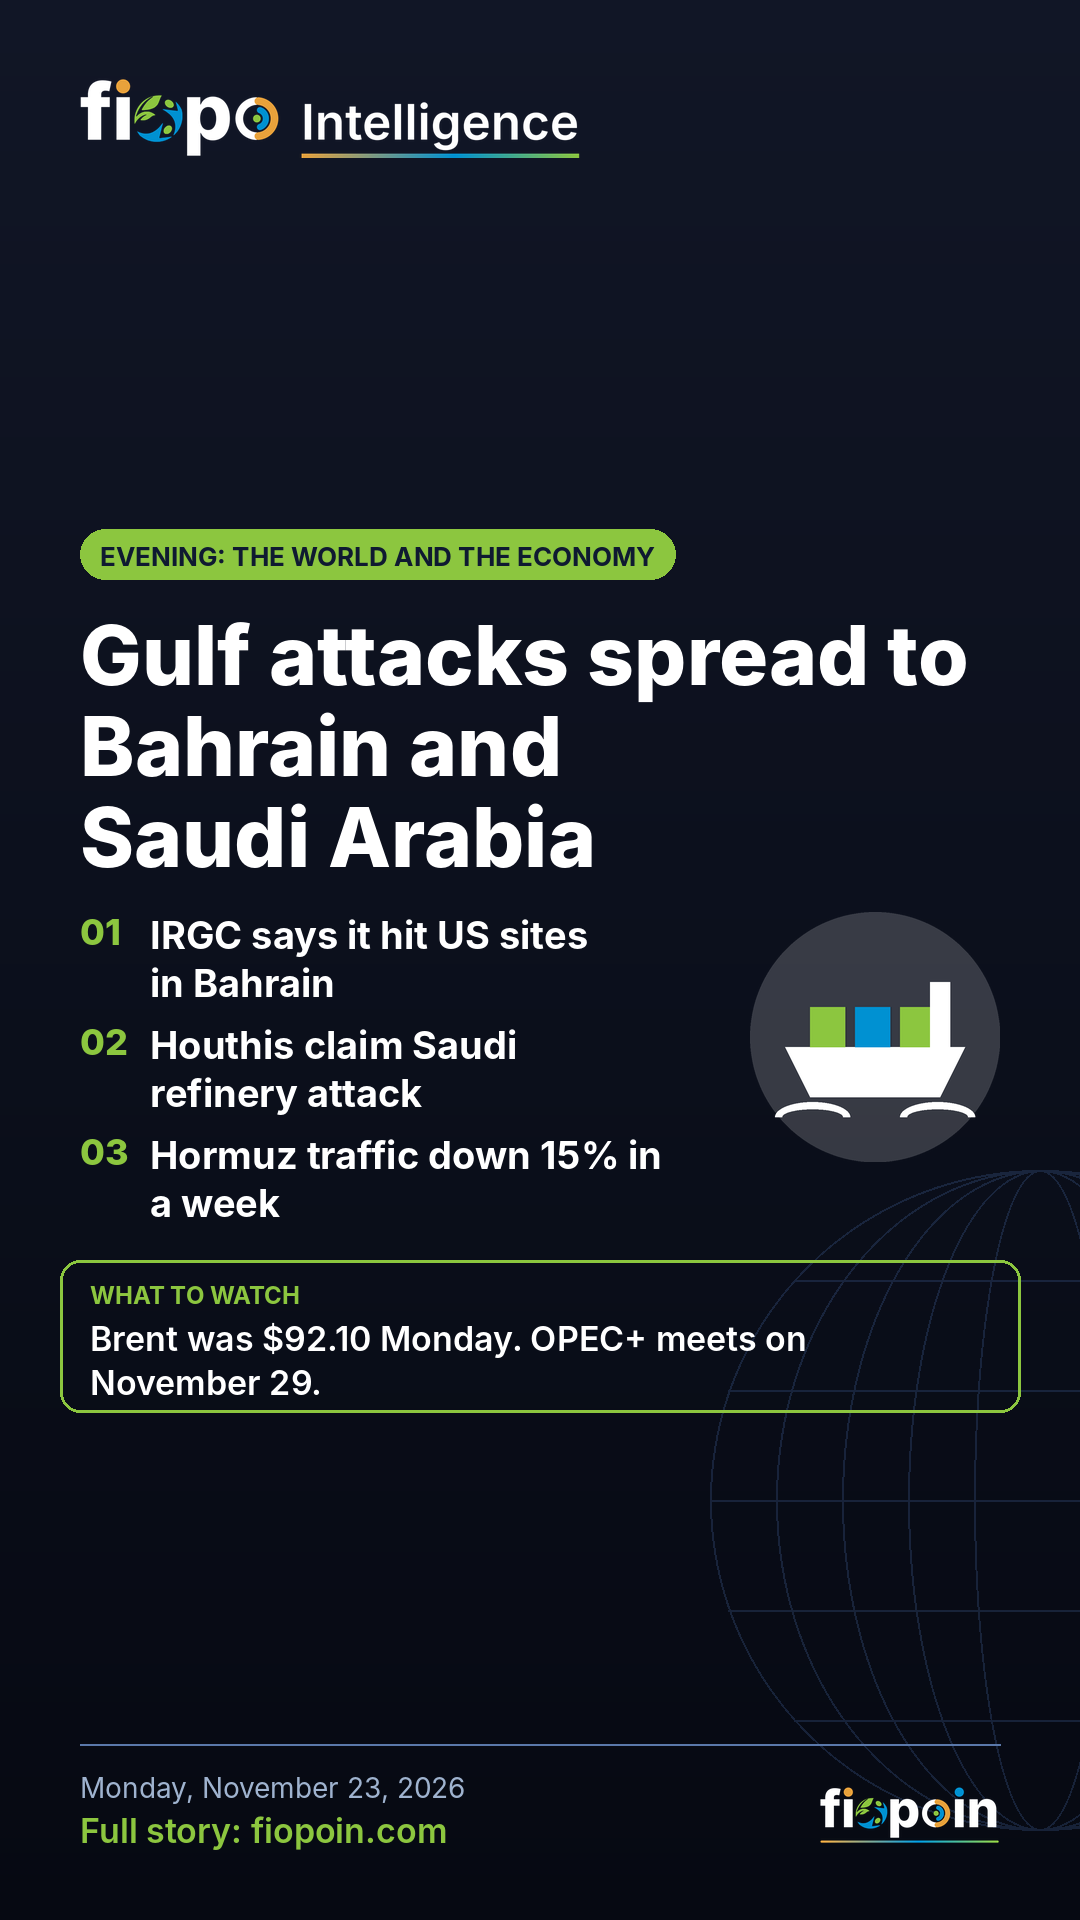 fiopo Intelligence
EVENING: THE WORLD AND THE ECONOMY
Gulf attacks spread to
Bahrain and
Saudi Arabia
01 IRGC says it hit US sites
in Bahrain
02 Houthis claim Saudi
refinery attack
03 Hormuz traffic down 15% in
a week
WHAT TO WATCH
Brent was $92.10 Monday. OPEC+ meets on
November 29.
Monday, November 23, 2026
Full story: fiopoin.com
fiopoin